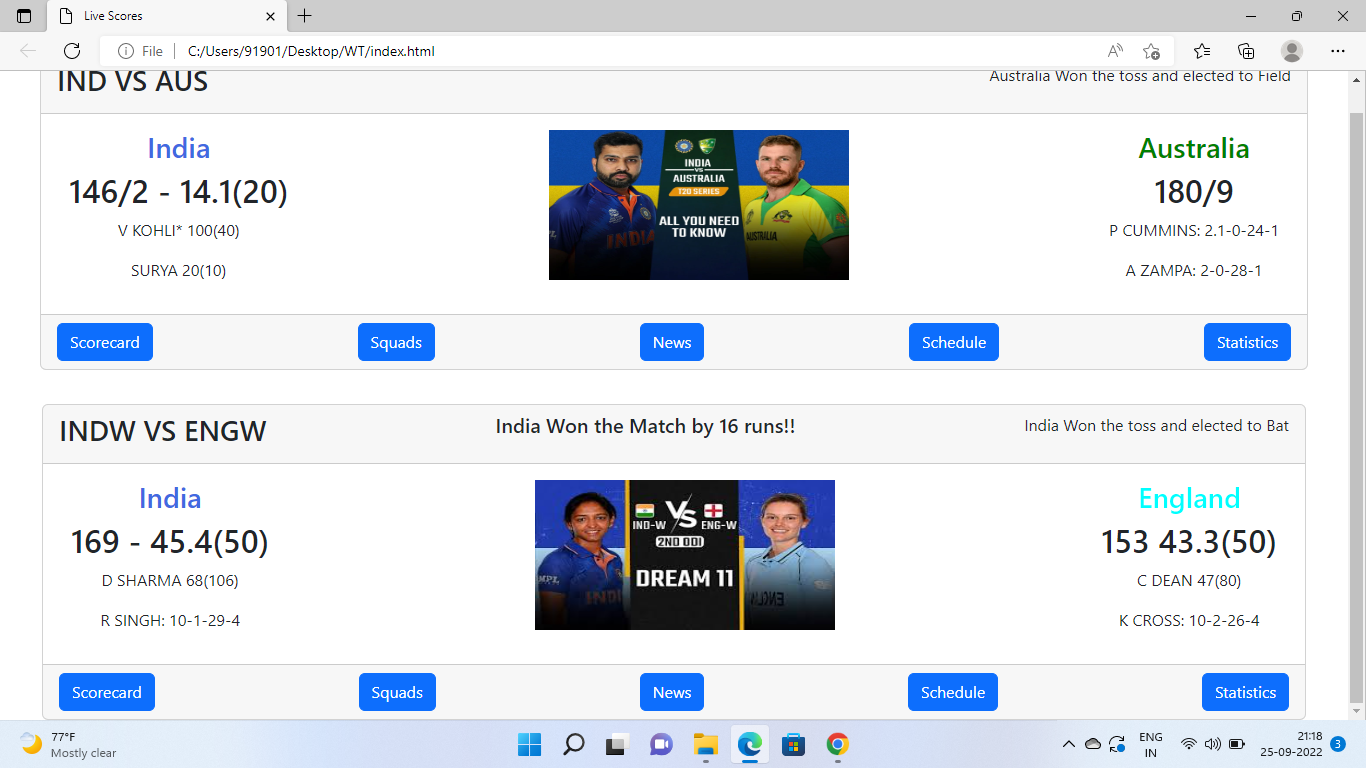 Live Scores
File
C:/Users/91901/Desktop/WT/index.html
IND VS AUS
Australia Won the toss and elected to Field
India
146/2 - 14.1(20)
V KOHLI* 100(40)
SURYA 20(10)
INDIA
VS
AUSTRALIA
T20 SERIES
ALL YOU NEED
TO KNOW
INDIA
AUSTRALIA
Australia
180/9
P CUMMINS: 2.1-0-24-1
A ZAMPA: 2-0-28-1
Scorecard
Squads
News
Schedule
Statistics
INDW VS ENGW
India Won the Match by 16 runs!!
India Won the toss and elected to Bat
India
169 - 45.4(50)
D SHARMA 68(106)
R SINGH: 10-1-29-4
VS
IND-W
ENG-W
2ND ODI
DREAM 11
MPL
INDI
England
153 43.3(50)
C DEAN 47(80)
K CROSS: 10-2-26-4
Scorecard
Squads
News
Schedule
Statistics
77°F
Mostly clear
ENG
IN
21:18
25-09-2022
3